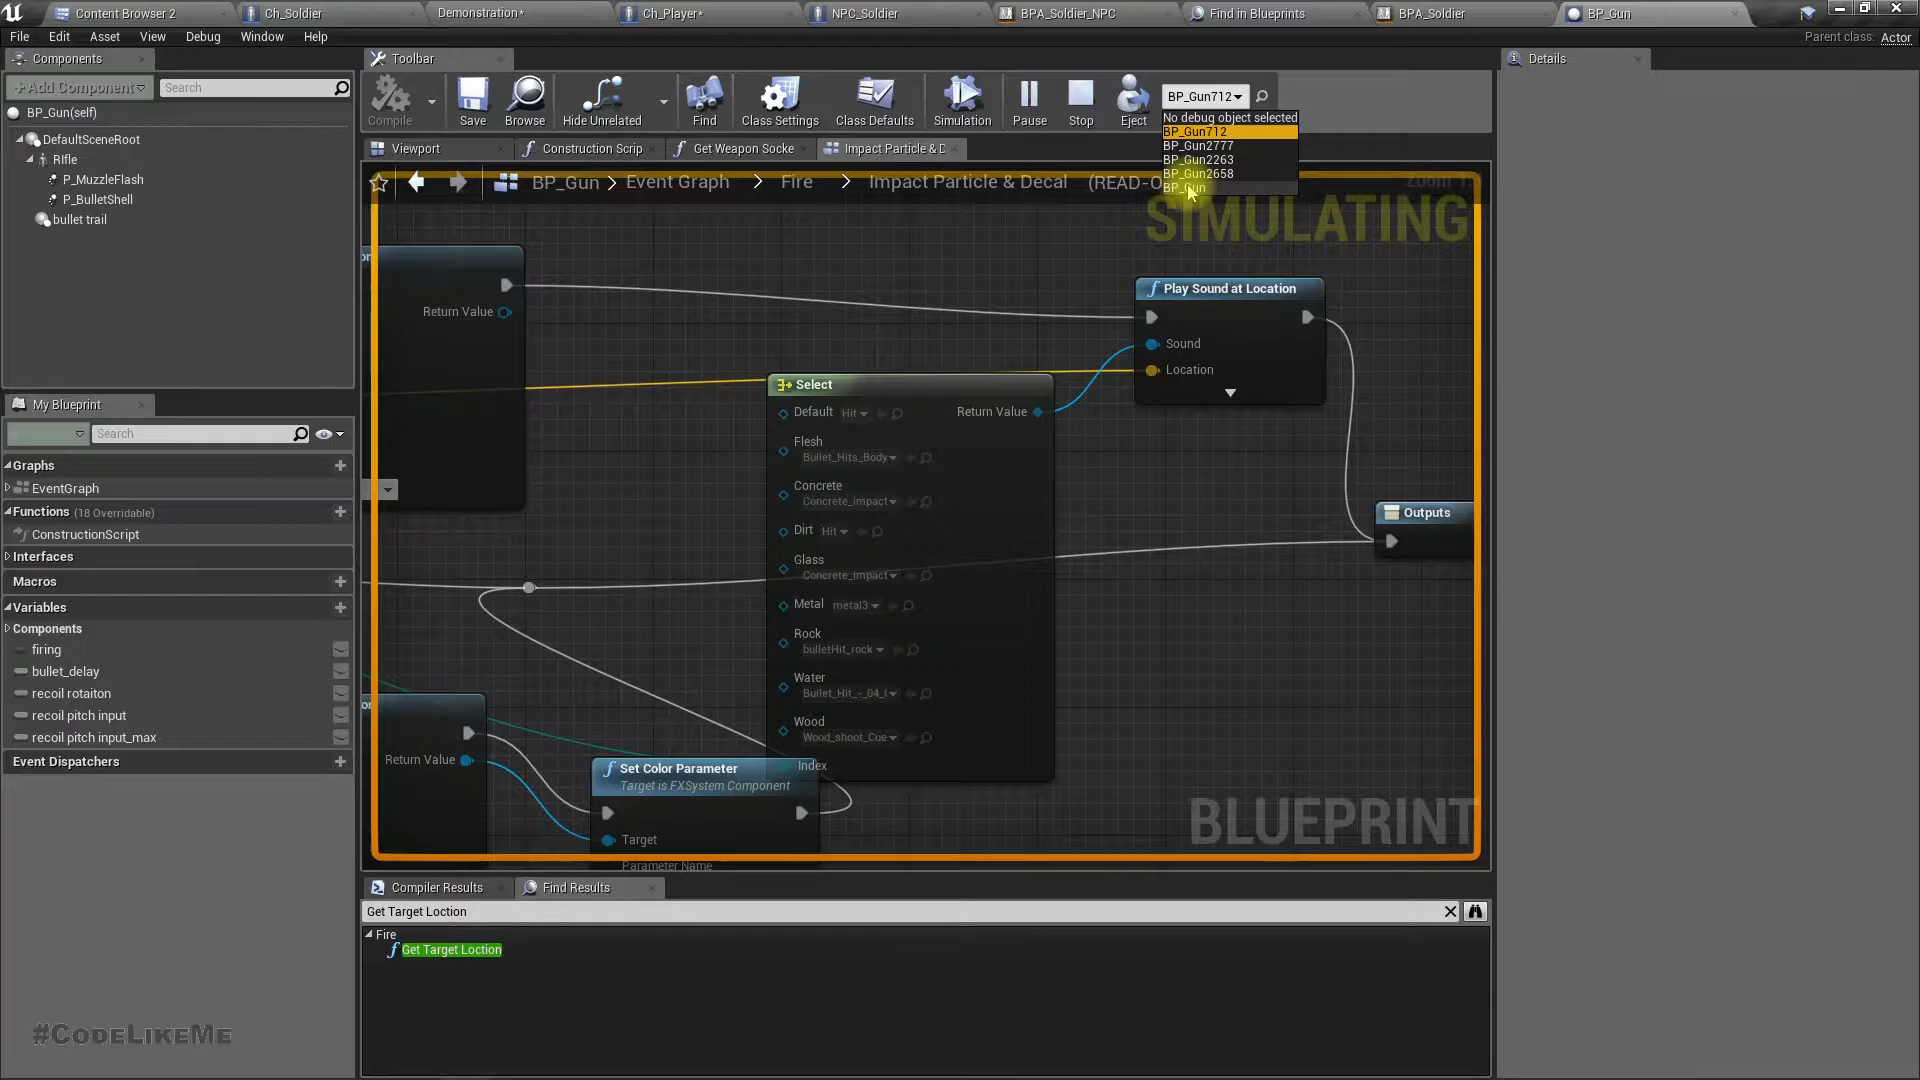 Content Browser 2
Ch_Soldier
Demonstration*
Ch_Player*
NPC_Soldier
BPA_Soldier_NPC
Find in Blueprints
BPA_Soldier
BP_Gun
File Edit Asset View Debug Window Help
Parent class: Actor
Components
+Add Component
Search
BP_Gun(self)
DefaultSceneRoot
RIfle
P_MuzzleFlash
P_BulletShell
bullet trail
Toolbar
Compile
Save
Browse
Hide Unrelated
Find
Class Settings
Class Defaults
Simulation
Pause
Stop
Eject
BP_Gun712
No debug object selected
BP_Gun712
BP_Gun2777
BP_Gun2263
BP_Gun2658
BP_Gun
Details
Viewport
Construction Scrip
Get Weapon Socke
Impact Particle & D
BP_Gun > Event Graph > Fire > Impact Particle & Decal (READ-O
SIMULATING
Return Value
Play Sound at Location
Sound
Location
Select
Default Hit
Return Value
Flesh
Bullet_Hits_Body
Concrete
Concrete_impact
Dirt Hit
Glass
Concrete_impact
Metal metal3
Rock
bulletHit_rock
Water
Bullet_Hit_-_04_(
Wood
Wood_shoot_Cue
Index
Outputs
Return Value
Set Color Parameter
Target is FXSystem Component
Target
Parameter Name
BLUEPRINT
My Blueprint
Search
Graphs
EventGraph
Functions (18 Overridable)
ConstructionScript
Interfaces
Macros
Variables
Components
firing
bullet_delay
recoil rotaiton
recoil pitch input
recoil pitch input_max
Event Dispatchers
Compiler Results
Find Results
Get Target Loction
Fire
Get Target Loction
#CodeLikeMe